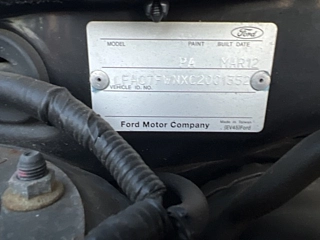 Ford
MODEL PAINT BUILT DATE
PA MAR12
VEHICLE ID. NO.
Ford Motor Company
Made in Taiwan